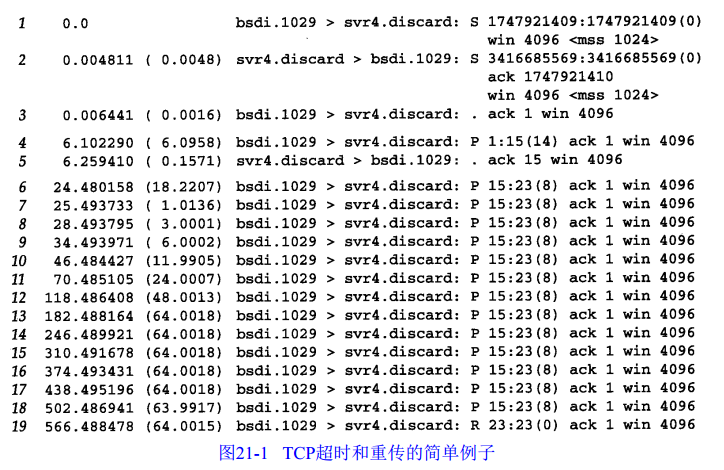 1 0.0 bsdi.1029 > svr4.discard: S 1747921409:1747921409(0)
win 4096 <mss 1024>
2 0.004811 ( 0.0048) svr4.discard > bsdi.1029: S 3416685569:3416685569(0)
ack 1747921410
win 4096 <mss 1024>
3 0.006441 ( 0.0016) bsdi.1029 > svr4.discard: . ack 1 win 4096
4 6.102290 ( 6.0958) bsdi.1029 > svr4.discard: P 1:15(14) ack 1 win 4096
5 6.259410 ( 0.1571) svr4.discard > bsdi.1029: . ack 15 win 4096
6 24.480158 (18.2207) bsdi.1029 > svr4.discard: P 15:23(8) ack 1 win 4096
7 25.493733 ( 1.0136) bsdi.1029 > svr4.discard: P 15:23(8) ack 1 win 4096
8 28.493795 ( 3.0001) bsdi.1029 > svr4.discard: P 15:23(8) ack 1 win 4096
9 34.493971 ( 6.0002) bsdi.1029 > svr4.discard: P 15:23(8) ack 1 win 4096
10 46.484427 (11.9905) bsdi.1029 > svr4.discard: P 15:23(8) ack 1 win 4096
11 70.485105 (24.0007) bsdi.1029 > svr4.discard: P 15:23(8) ack 1 win 4096
12 118.486408 (48.0013) bsdi.1029 > svr4.discard: P 15:23(8) ack 1 win 4096
13 182.488164 (64.0018) bsdi.1029 > svr4.discard: P 15:23(8) ack 1 win 4096
14 246.489921 (64.0018) bsdi.1029 > svr4.discard: P 15:23(8) ack 1 win 4096
15 310.491678 (64.0018) bsdi.1029 > svr4.discard: P 15:23(8) ack 1 win 4096
16 374.493431 (64.0018) bsdi.1029 > svr4.discard: P 15:23(8) ack 1 win 4096
17 438.495196 (64.0018) bsdi.1029 > svr4.discard: P 15:23(8) ack 1 win 4096
18 502.486941 (63.9917) bsdi.1029 > svr4.discard: P 15:23(8) ack 1 win 4096
19 566.488478 (64.0015) bsdi.1029 > svr4.discard: R 23:23(0) ack 1 win 4096
图21-1 TCP超时和重传的简单例子